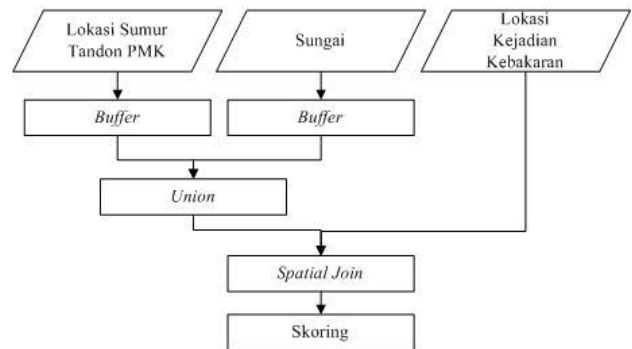 Lokasi Sumur
Tandon PMK
Sungai
Lokasi
Kejadian
Kebakaran
Buffer
Buffer
Union
Spatial Join
Skoring